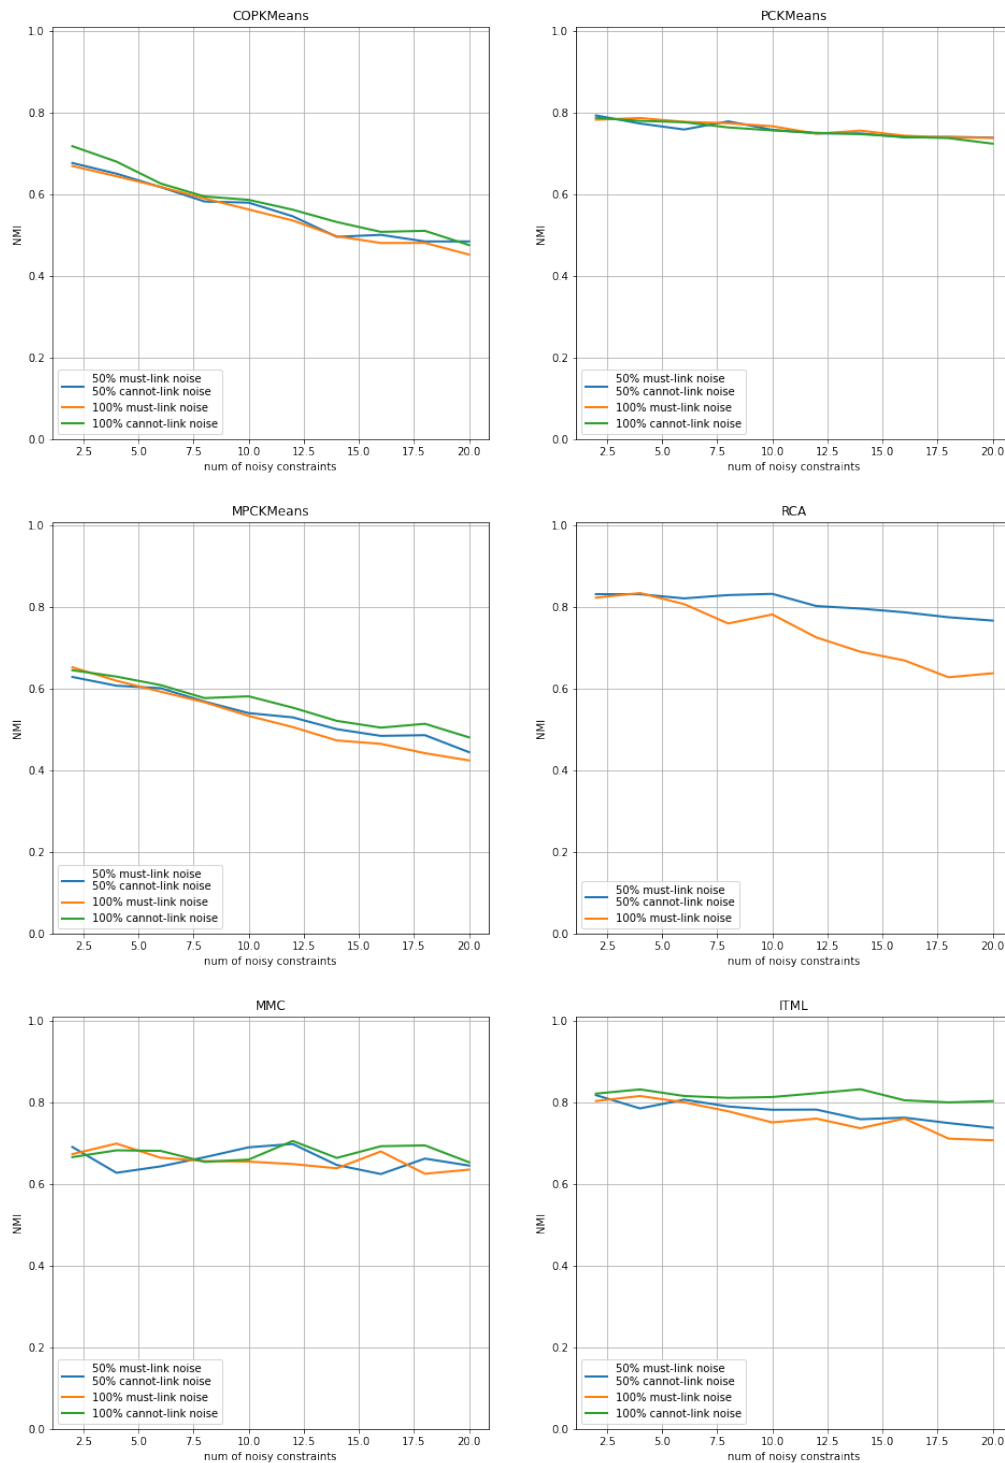 COPKMeans
1.0
0.8
0.6
0.4
0.2
0.0
NMI
50% must-link noise
50% cannot-link noise
100% must-link noise
100% cannot-link noise
2.5 5.0 7.5 10.0 12.5 15.0 17.5 20.0
num of noisy constraints
PCKMeans
1.0
0.8
0.6
0.4
0.2
0.0
NMI
50% must-link noise
50% cannot-link noise
100% must-link noise
100% cannot-link noise
2.5 5.0 7.5 10.0 12.5 15.0 17.5 20.0
num of noisy constraints
MPCKMeans
1.0
0.8
0.6
0.4
0.2
0.0
NMI
50% must-link noise
50% cannot-link noise
100% must-link noise
100% cannot-link noise
2.5 5.0 7.5 10.0 12.5 15.0 17.5 20.0
num of noisy constraints
RCA
1.0
0.8
0.6
0.4
0.2
0.0
NMI
50% must-link noise
50% cannot-link noise
100% must-link noise
2.5 5.0 7.5 10.0 12.5 15.0 17.5 20.0
num of noisy constraints
MMC
1.0
0.8
0.6
0.4
0.2
0.0
NMI
50% must-link noise
50% cannot-link noise
100% must-link noise
100% cannot-link noise
2.5 5.0 7.5 10.0 12.5 15.0 17.5 20.0
num of noisy constraints
ITML
1.0
0.8
0.6
0.4
0.2
0.0
NMI
50% must-link noise
50% cannot-link noise
100% must-link noise
100% cannot-link noise
2.5 5.0 7.5 10.0 12.5 15.0 17.5 20.0
num of noisy constraints